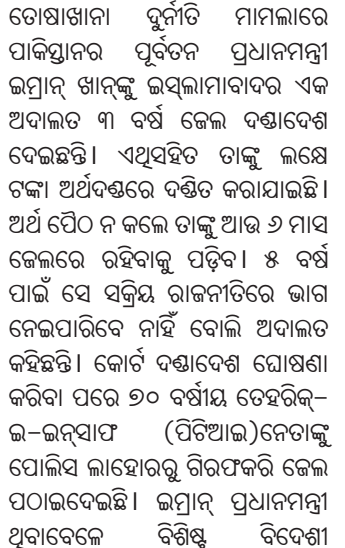 ତୋଷାଖାନା ଦୁର୍ନୀତି ମାମଲାରେ
ପାକିସ୍ତାନର ପୂର୍ବତନ ପ୍ରଧାନମନ୍ତ୍ରୀ
ଇମ୍ରାନ୍ ଖାନ୍‌ଙ୍କୁ ଇସ୍‌ଲାମାବାଦର ଏକ
ଅଦାଲତ ୩ ବର୍ଷ ଜେଲ ଦଣ୍ଡାଦେଶ
ଦେଇଛନ୍ତି। ଏଥିସହିତ ତାଙ୍କୁ ଲକ୍ଷେ
ଟଙ୍କା ଅର୍ଥଦଣ୍ଡରେ ଦଣ୍ଡିତ କରାଯାଇଛି।
ଅର୍ଥ ପୈଠ ନ କଲେ ତାଙ୍କୁ ଆଉ ୬ ମାସ
ଜେଲରେ ରହିବାକୁ ପଡ଼ିବ। ୫ ବର୍ଷ
ପାଇଁ ସେ ସକ୍ରିୟ ରାଜନୀତିରେ ଭାଗ
ନେଇପାରିବେ ନାହିଁ ବୋଲି ଅଦାଲତ
କହିଛନ୍ତି। କୋର୍ଟ ଦଣ୍ଡାଦେଶ ଘୋଷଣା
କରିବା ପରେ ୭୦ ବର୍ଷୀୟ ତେହରିକ୍-
ଇ-ଇନ୍‌ସାଫ (ପିଟିଆଇ)ନେତାଙ୍କୁ
ପୋଲିସ ଲାହୋରରୁ ଗିରଫକରି ଜେଲ
ପଠାଇଦେଇଛି। ଇମ୍ରାନ୍ ପ୍ରଧାନମନ୍ତ୍ରୀ
ଥିବାବେଳେ ବିଶିଷ୍ଟ ବିଦେଶୀ